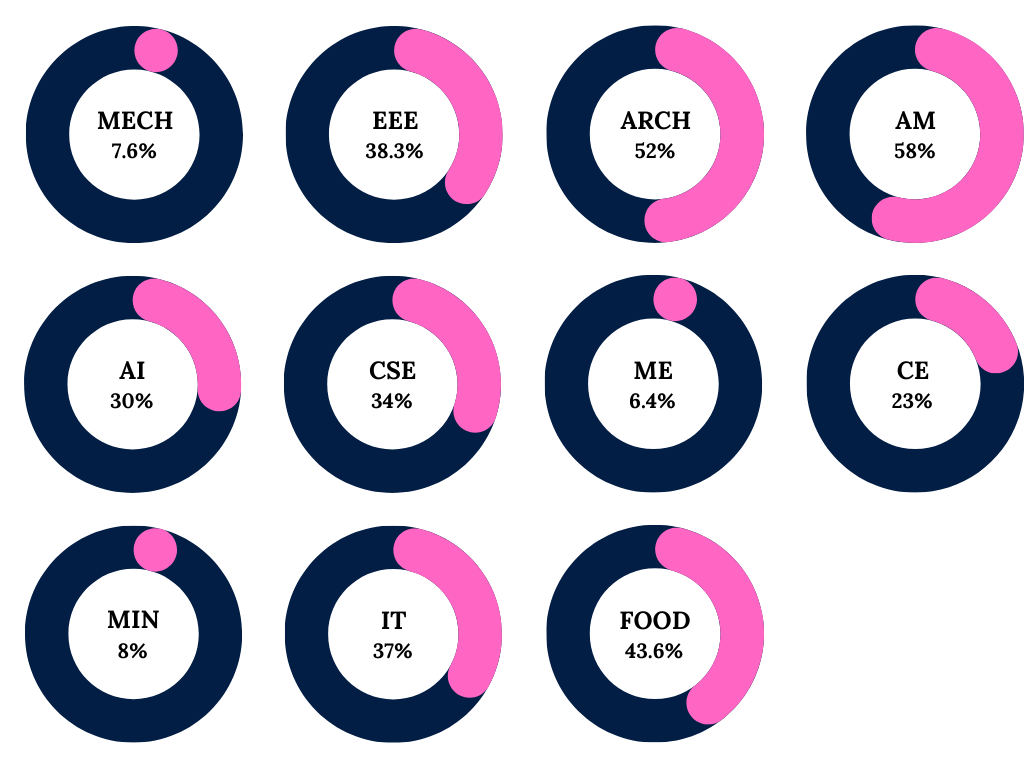 MECH
7.6%
EEE
38.3%
ARCH
52%
AM
58%
AI
30%
CSE
34%
ME
6.4%
CE
23%
MIN
8%
IT
37%
FOOD
43.6%